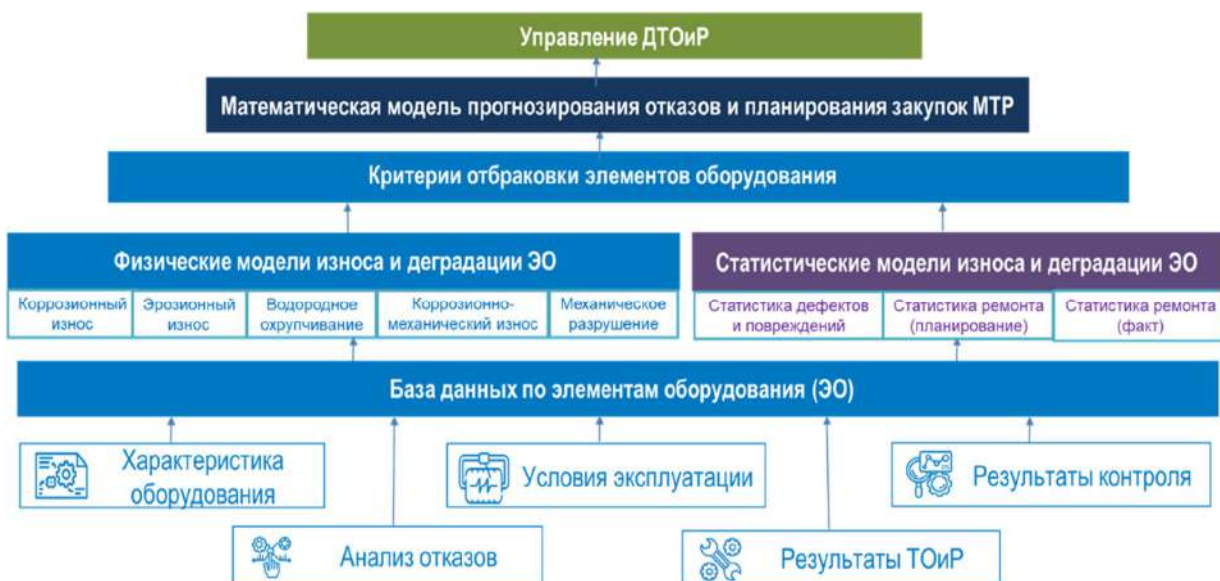 Управление ДТОиР
Математическая модель прогнозирования отказов и планирования закупок МТР
Критерии отбраковки элементов оборудования
Физические модели износа и деградации ЭО
Коррозионный
износ
Эрозионный
износ
Водородное
охрупчивание
Коррозионно-
механический износ
Механическое
разрушение
Статистические модели износа и деградации ЭО
Статистика дефектов
и повреждений
Статистика ремонта
(планирование)
Статистика ремонта
(факт)
База данных по элементам оборудования (ЭО)
Характеристика
оборудования
Условия эксплуатации
Результаты контроля
Анализ отказов
Результаты ТОиР